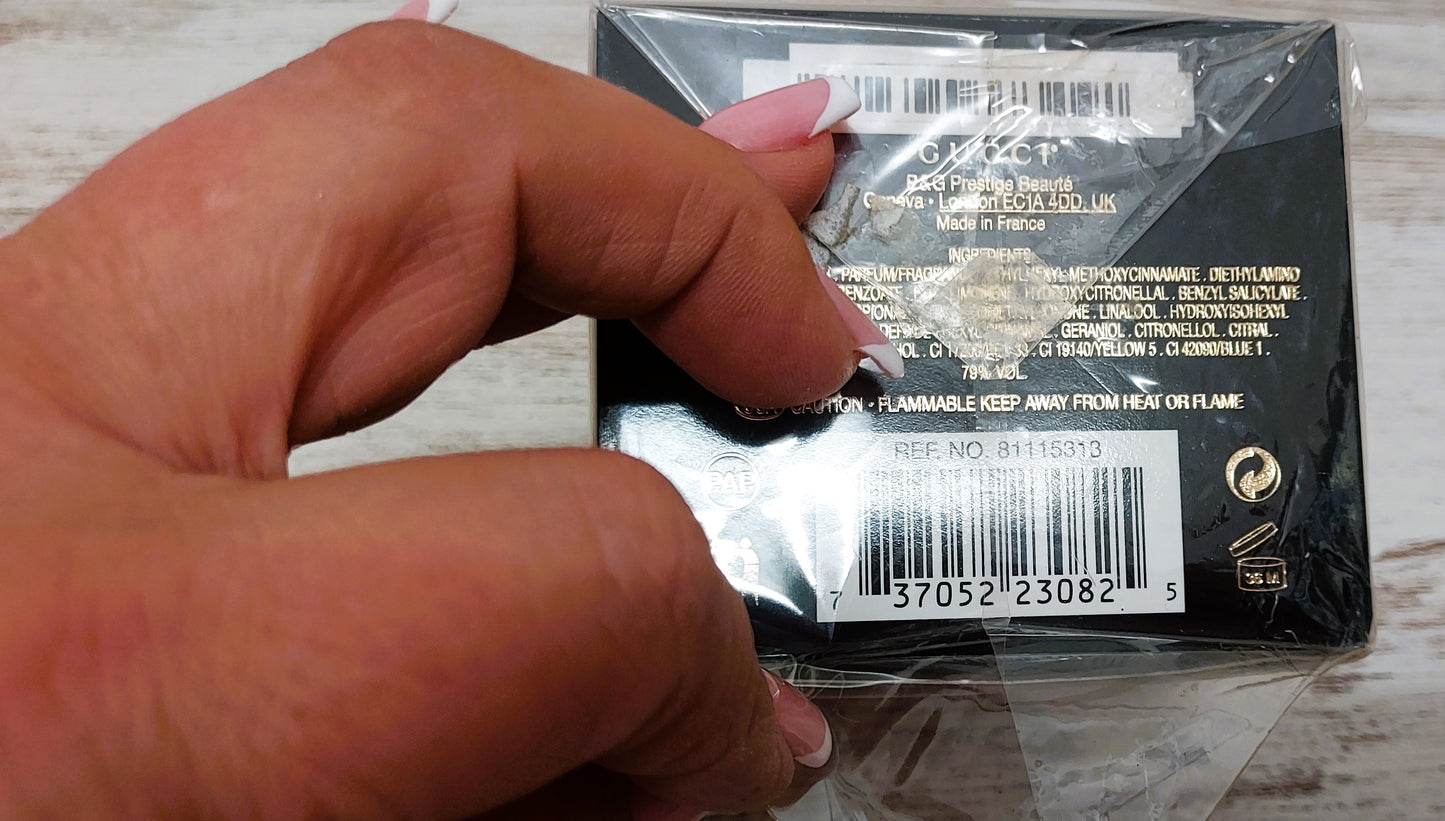 GUCCI
P&G Prestige Beauté
Geneva • London EC1A 4DD, UK
Made in France
INGREDIENTS
PARFUM/FRAGRANCE METHOXYCINNAMATE . DIETHYLAMINO
HYDROXYCITRONELLAL . BENZYL SALICYLATE .
LINALOOL . HYDROXYISOHEXYL
GERANIOL . CITRONELLOL . CITRAL .
CI 19140/YELLOW 5 . CI 42090/BLUE 1 .
79% VOL.
CAUTION - FLAMMABLE KEEP AWAY FROM HEAT OR FLAME
REF. NO. 81115313
PAP
36 M
7 37052 23082 5